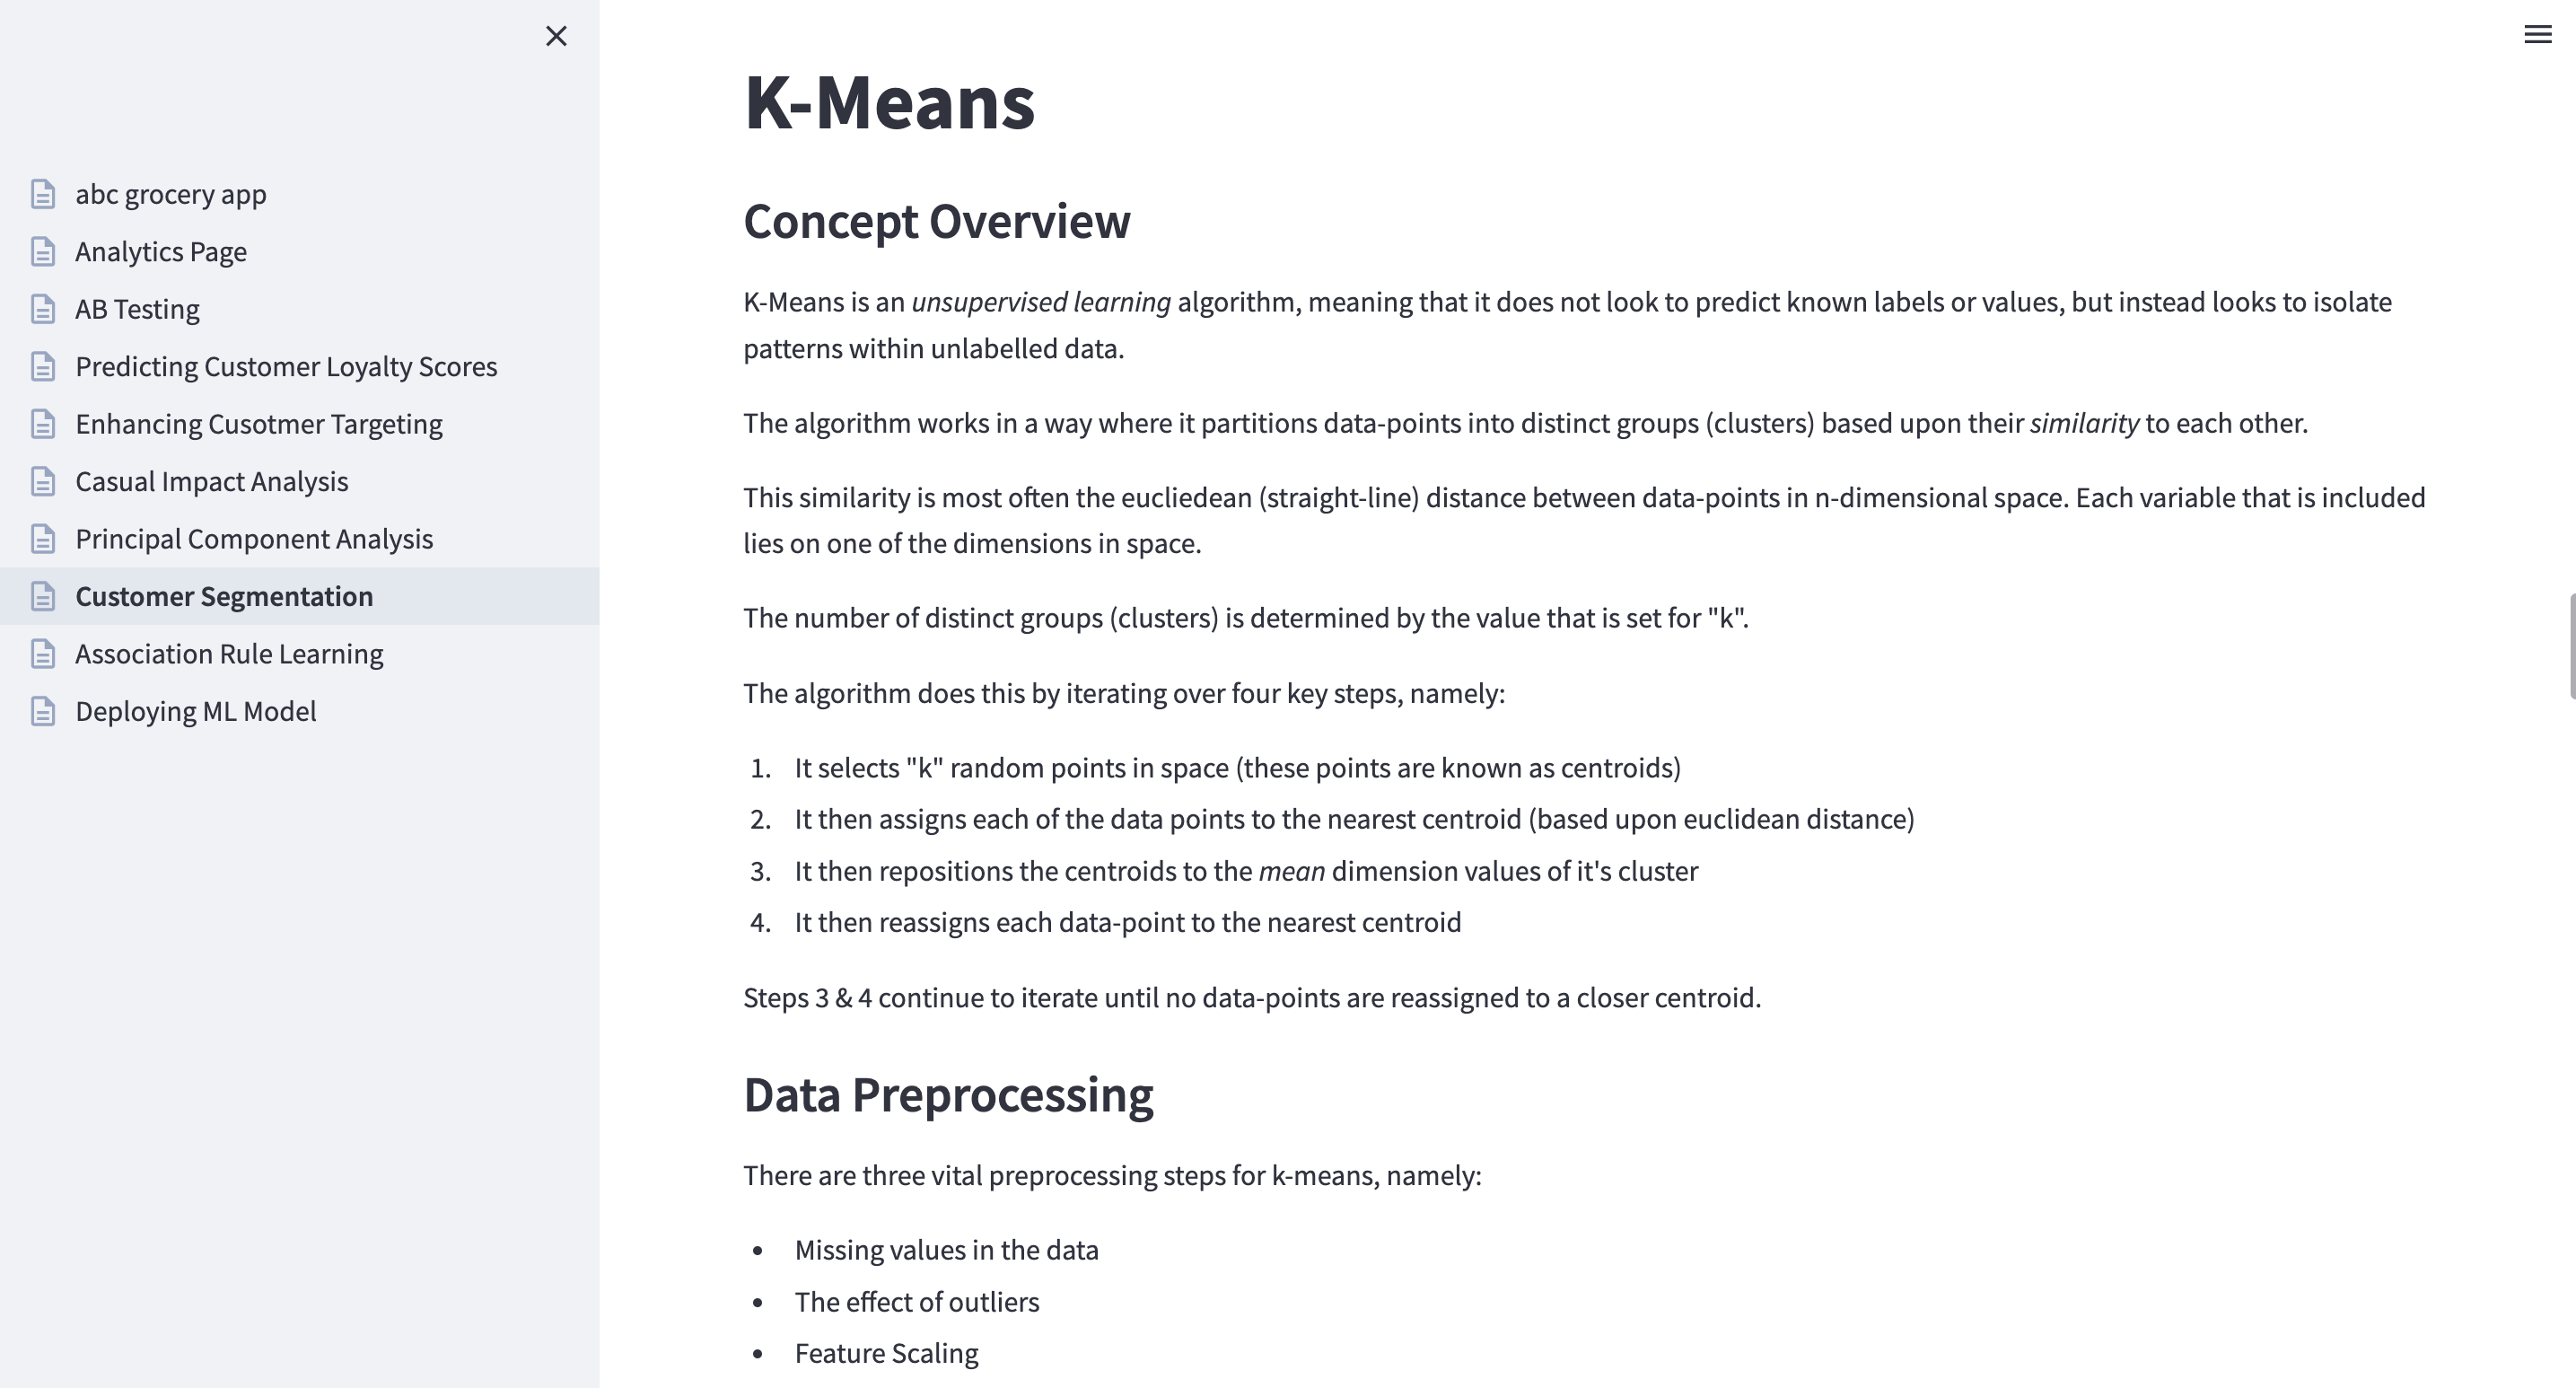 abc grocery app
Analytics Page
AB Testing
Predicting Customer Loyalty Scores
Enhancing Cusotmer Targeting
Casual Impact Analysis
Principal Component Analysis
Customer Segmentation
Association Rule Learning
Deploying ML Model
K-Means
Concept Overview
K-Means is an unsupervised learning algorithm, meaning that it does not look to predict known labels or values, but instead looks to isolate
patterns within unlabelled data.
The algorithm works in a way where it partitions data-points into distinct groups (clusters) based upon their similarity to each other.
This similarity is most often the eucliedean (straight-line) distance between data-points in n-dimensional space. Each variable that is included
lies on one of the dimensions in space.
The number of distinct groups (clusters) is determined by the value that is set for "k".
The algorithm does this by iterating over four key steps, namely:
1. It selects "k" random points in space (these points are known as centroids)
2. It then assigns each of the data points to the nearest centroid (based upon euclidean distance)
3. It then repositions the centroids to the mean dimension values of it's cluster
4. It then reassigns each data-point to the nearest centroid
Steps 3 & 4 continue to iterate until no data-points are reassigned to a closer centroid.
Data Preprocessing
There are three vital preprocessing steps for k-means, namely:
• Missing values in the data
• The effect of outliers
• Feature Scaling